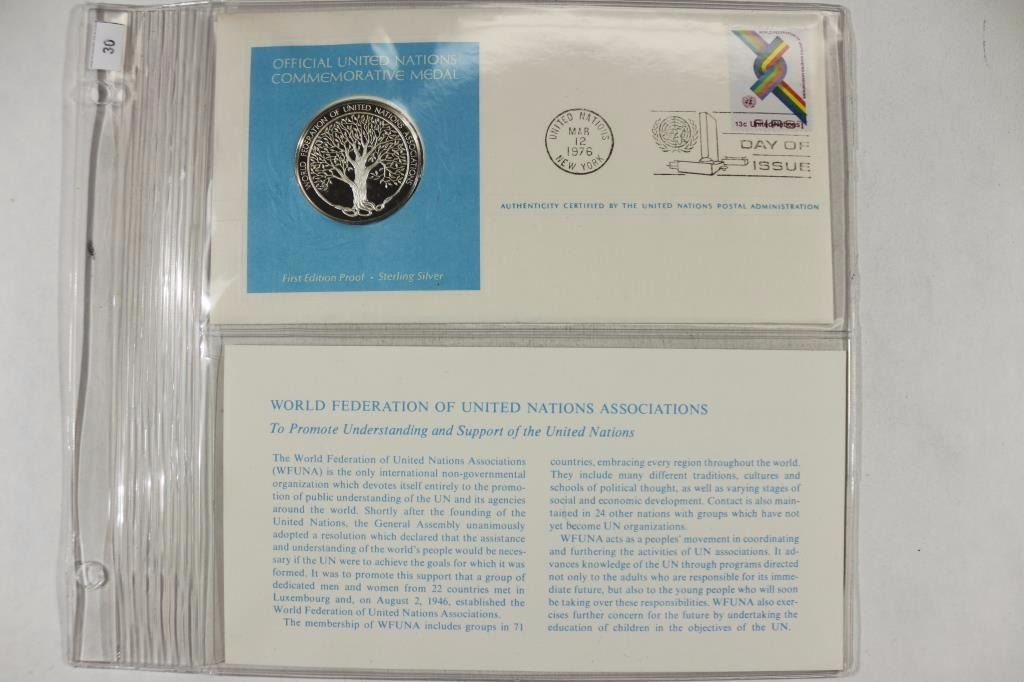 30
OFFICIAL UNITED NATIONS
COMMEMORATIVE MEDAL
WORLD FEDERATION OF UNITED NATIONS ASSOCIATIONS
First Edition Proof • Sterling Silver
UNITED NATIONS
MAR
12
1976
NEW YORK
13c United Nations
FIRST
DAY OF
ISSUE
AUTHENTICITY CERTIFIED BY THE UNITED NATIONS POSTAL ADMINISTRATION
WORLD FEDERATION OF UNITED NATIONS ASSOCIATIONS
To Promote Understanding and Support of the United Nations
The World Federation of United Nations Associations
(WFUNA) is the only international non-governmental
organization which devotes itself entirely to the promo-
tion of public understanding of the UN and its agencies
around the world. Shortly after the founding of the
United Nations, the General Assembly unanimously
adopted a resolution which declared that the assistance
and understanding of the world's people would be neces-
sary if the UN were to achieve the goals for which it was
formed. It was to promote this support that a group of
dedicated men and women from 22 countries met in
Luxembourg and, on August 2, 1946, established the
World Federation of United Nations Associations.
The membership of WFUNA includes groups in 71
countries, embracing every region throughout the world.
They include many different traditions, cultures and
schools of political thought, as well as varying stages of
social and economic development. Contact is also main-
tained in 24 other nations with groups which have not
yet become UN organizations.
WFUNA acts as a peoples' movement in coordinating
and furthering the activities of UN associations. It ad-
vances knowledge of the UN through programs directed
not only to the adults who are responsible for its imme-
diate future, but also to the young people who will soon
be taking over these responsibilities. WFUNA also exer-
cises further concern for the future by undertaking the
education of children in the objectives of the UN.